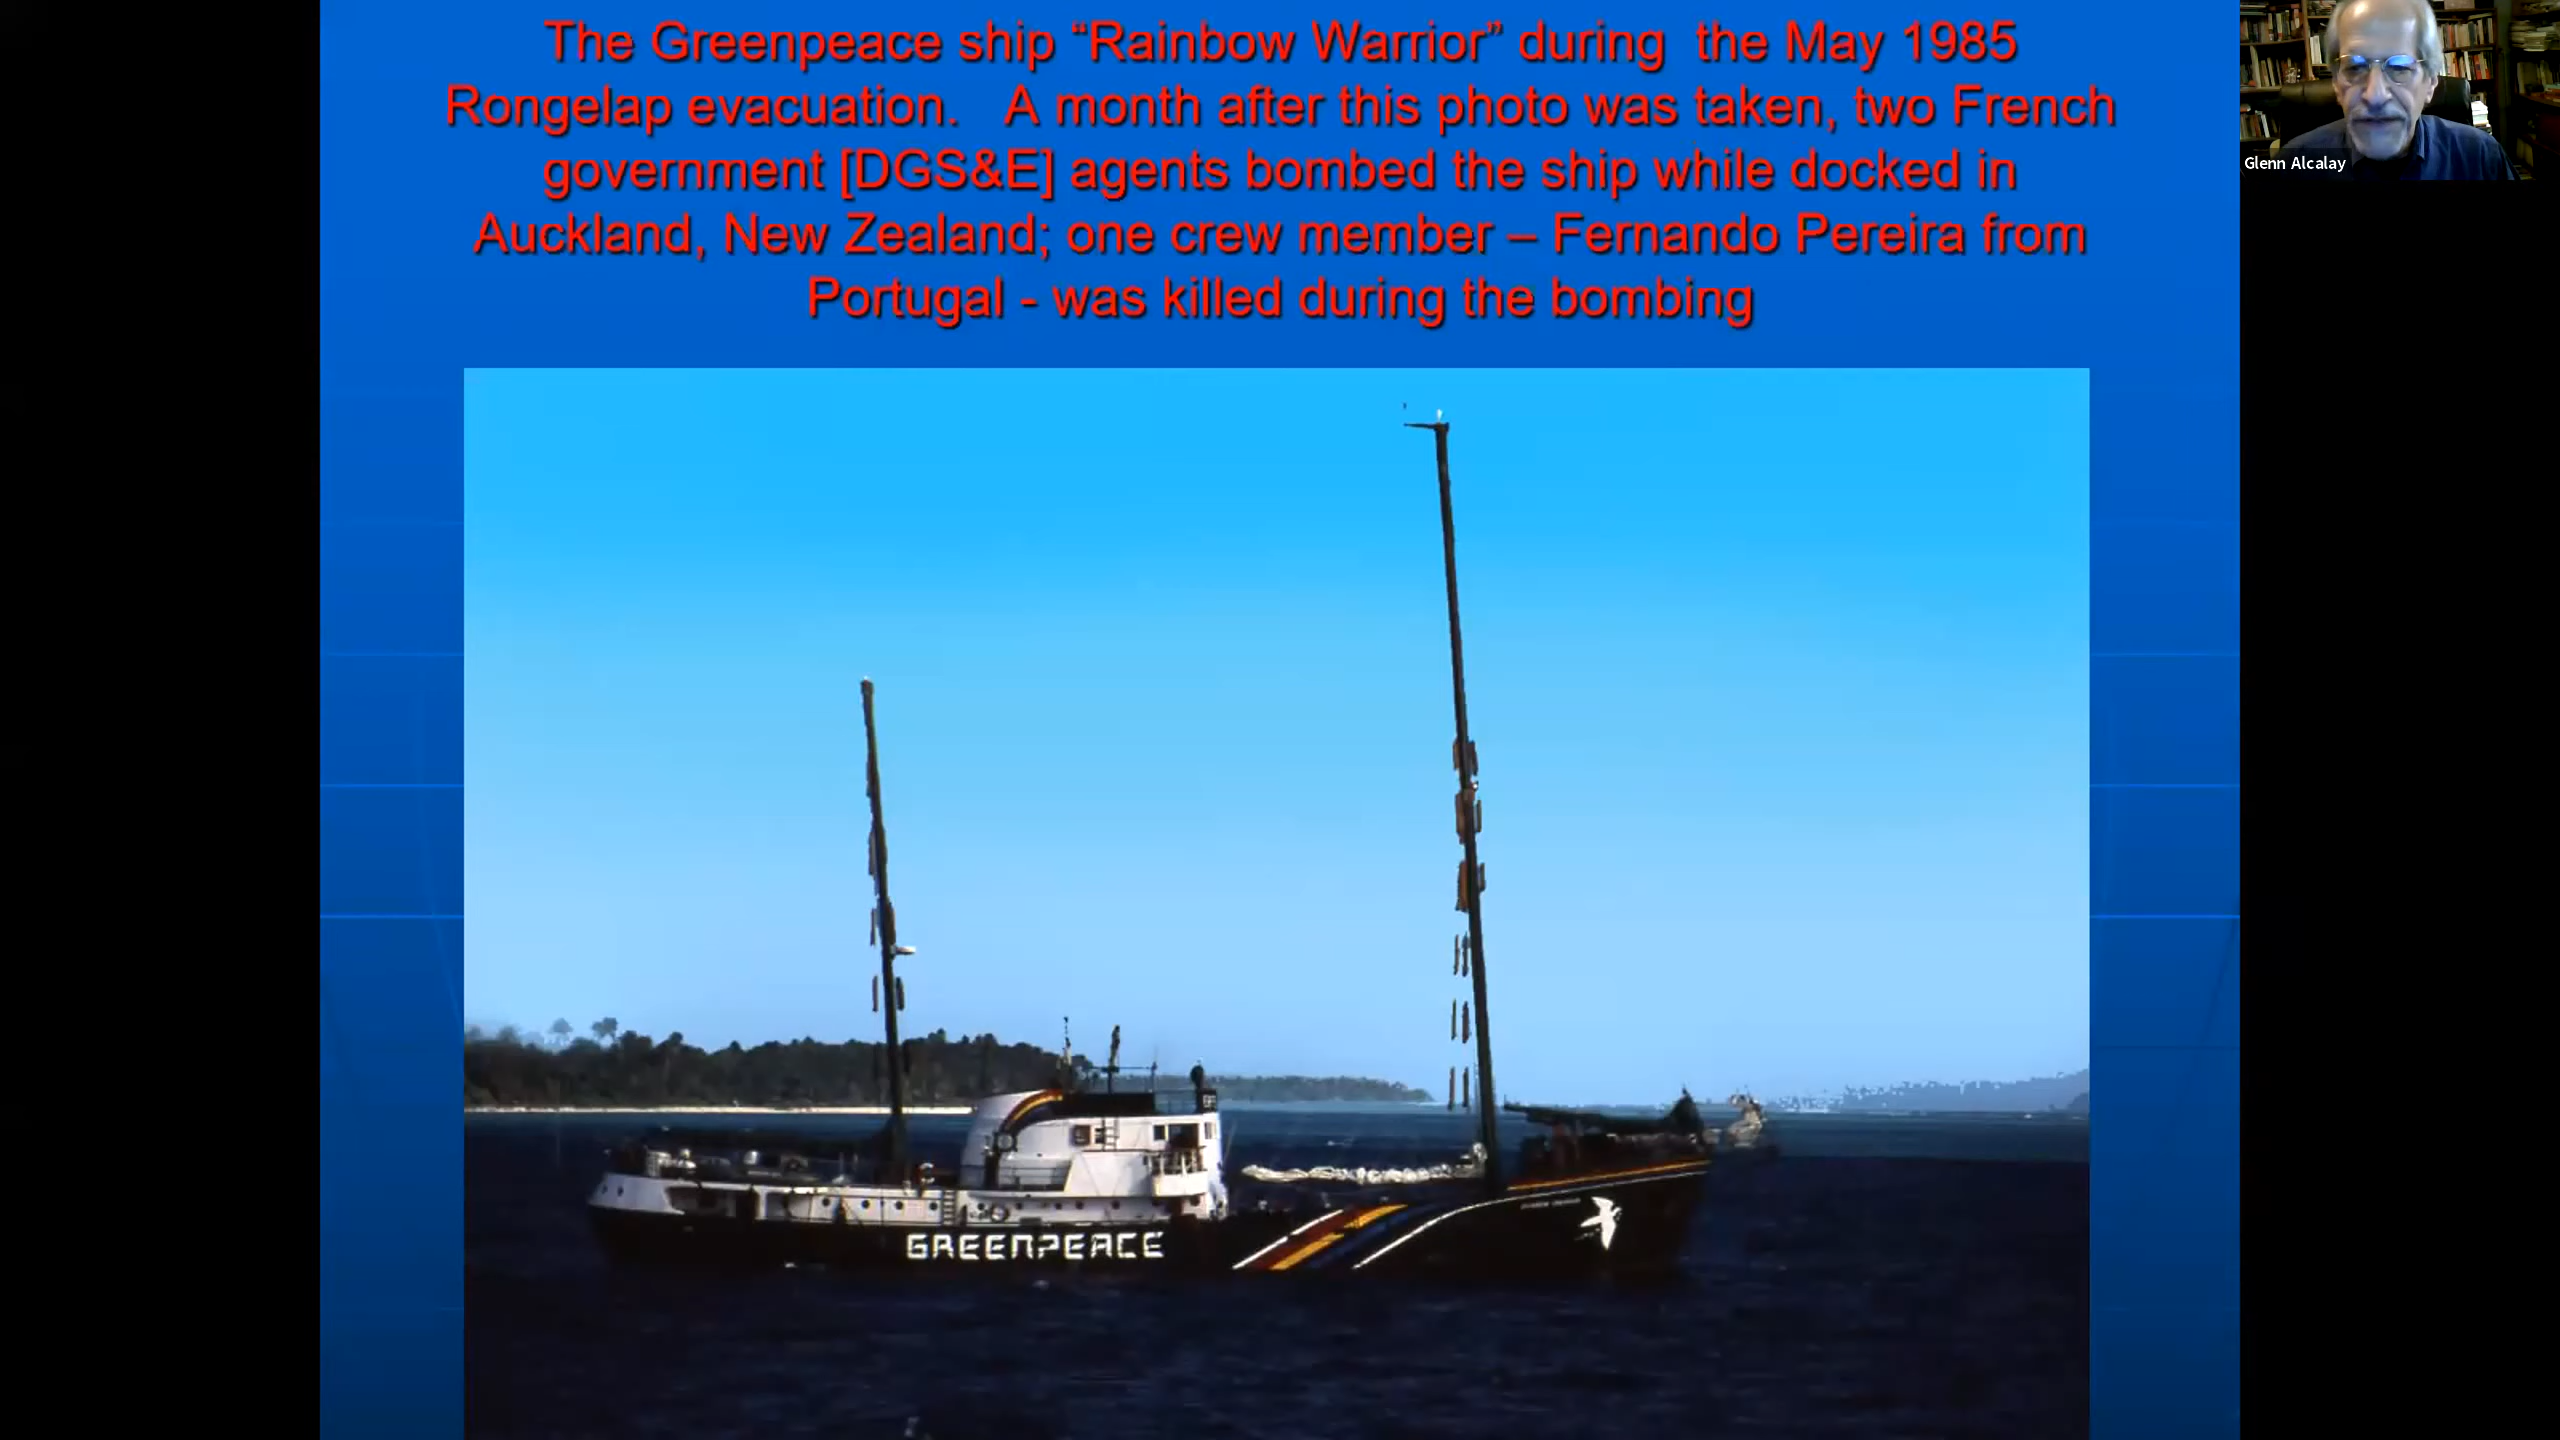 The Greenpeace ship “Rainbow Warrior” during  the May 1985
Rongelap evacuation.   A month after this photo was taken, two French
government [DGS&E] agents bombed the ship while docked in
Auckland, New Zealand; one crew member – Fernando Pereira from
Portugal - was killed during the bombing
Glenn Alcalay
GREENPEACE